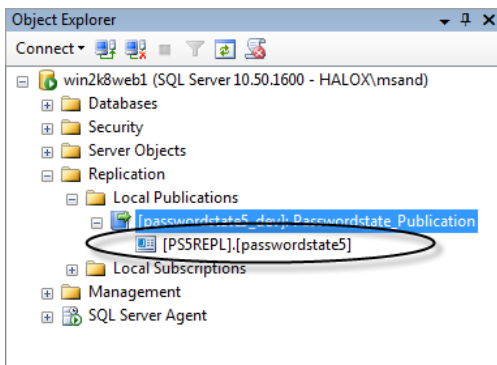 Object Explorer
Connect
win2k8web1 (SQL Server 10.50.1600 - HALOX\msand)
Databases
Security
Server Objects
Replication
Local Publications
[passwordstate5_dev]: Passwordstate_Publication
[PS5REPL].[passwordstate5]
Local Subscriptions
Management
SQL Server Agent